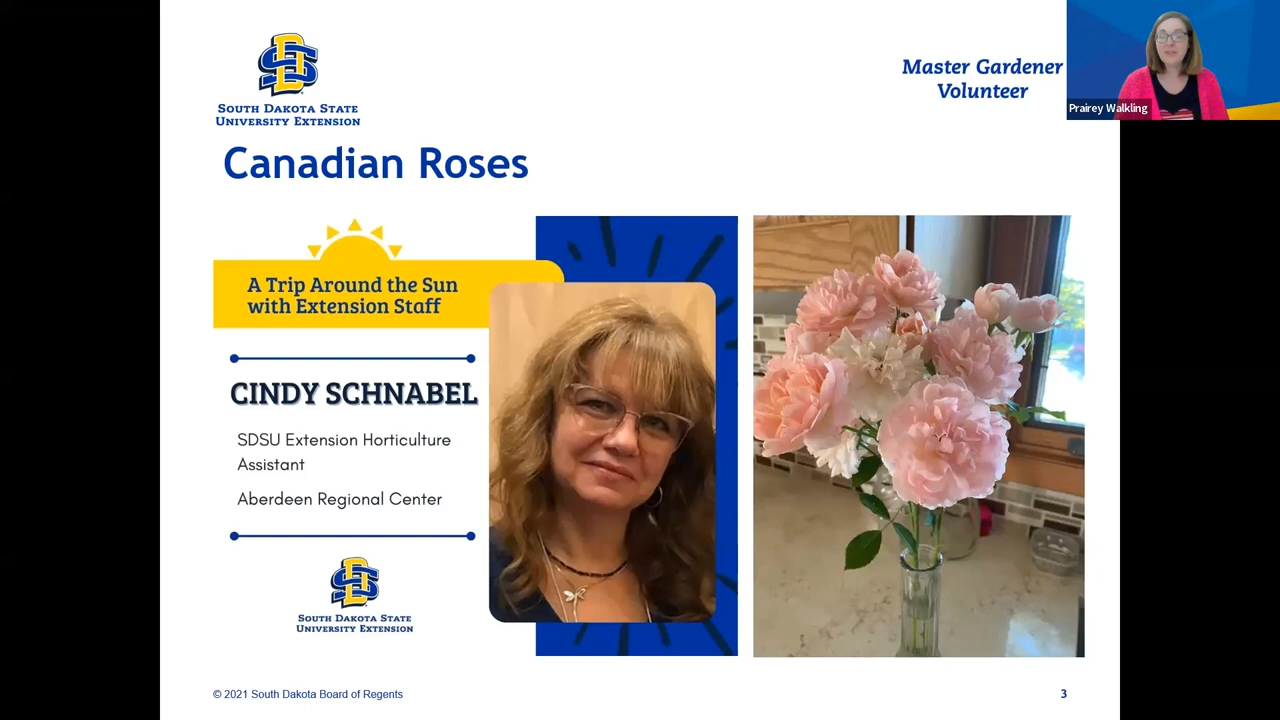 SOUTH DAKOTA STATE
UNIVERSITY EXTENSION
Master Gardener
Volunteer
Prairey Walkling
Canadian Roses
A Trip Around the Sun
with Extension Staff
CINDY SCHNABEL
SDSU Extension Horticulture
Assistant
Aberdeen Regional Center
SOUTH DAKOTA STATE
UNIVERSITY EXTENSION
© 2021 South Dakota Board of Regents
3